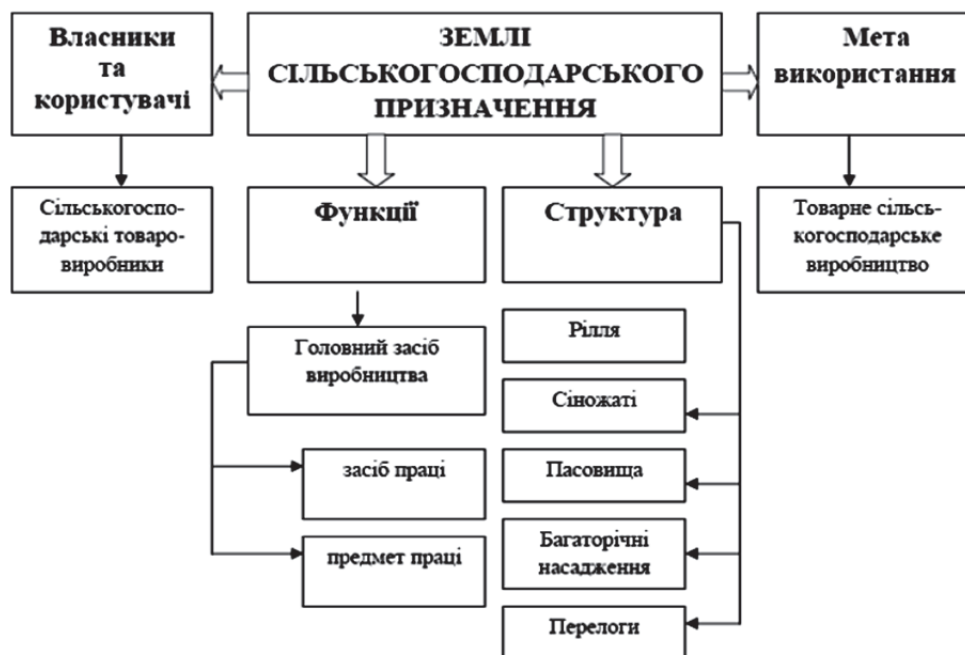 Власники
та
користувачі
ЗЕМЛІ
СІЛЬСЬКОГОСПОДАРСЬКОГО
ПРИЗНАЧЕННЯ
Мета
використання
Сільськогоспо-
дарські товаро-
виробники
Функції
Структура
Товарне сільсь-
когосподарське
виробництво
Головний засіб
виробництва
засіб праці
предмет праці
Рілля
Сіножаті
Пасовища
Багаторічні
насадження
Перелоги